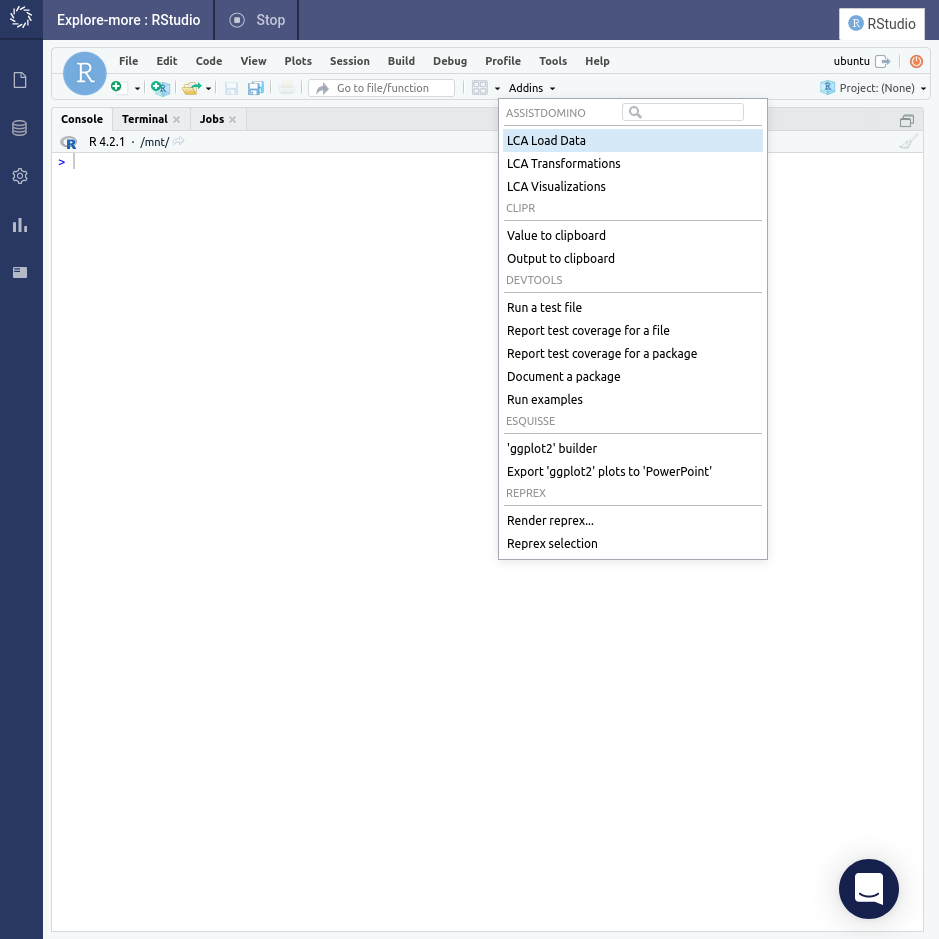 Explore-more : RStudio
Stop
R RStudio
R
File Edit Code View Plots Session Build Debug Profile Tools Help
ubuntu
Go to file/function
Addins
Project: (None)
Console Terminal Jobs
R R 4.2.1 · /mnt/
>
ASSISTDOMINO
LCA Load Data
LCA Transformations
LCA Visualizations
CLIPR
Value to clipboard
Output to clipboard
DEVTOOLS
Run a test file
Report test coverage for a file
Report test coverage for a package
Document a package
Run examples
ESQUISSE
'ggplot2' builder
Export 'ggplot2' plots to 'PowerPoint'
REPREX
Render reprex...
Reprex selection